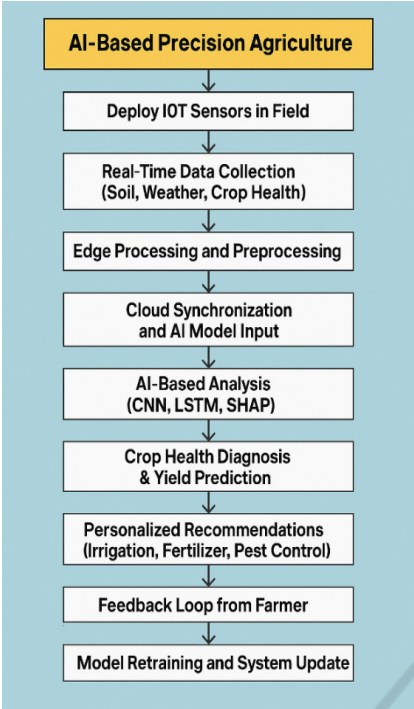 AI-Based Precision Agriculture
Deploy IOT Sensors in Field
Real-Time Data Collection
(Soil, Weather, Crop Health)
Edge Processing and Preprocessing
Cloud Synchronization
and AI Model Input
AI-Based Analysis
(CNN, LSTM, SHAP)
Crop Health Diagnosis
& Yield Prediction
Personalized Recommendations
(Irrigation, Fertilizer, Pest Control)
Feedback Loop from Farmer
Model Retraining and System Update